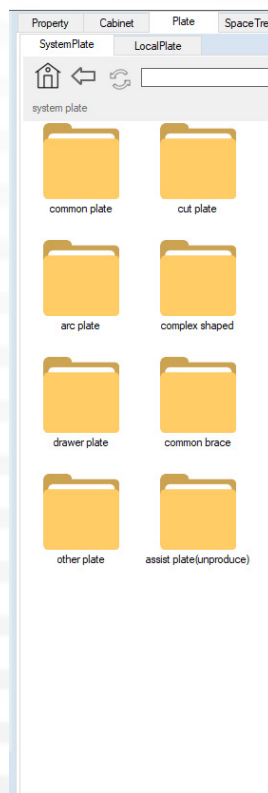 Property Cabinet Plate SpaceTre
SystemPlate LocalPlate
system plate
common plate cut plate
arc plate complex shaped
drawer plate common brace
other plate assist plate(unproduce)